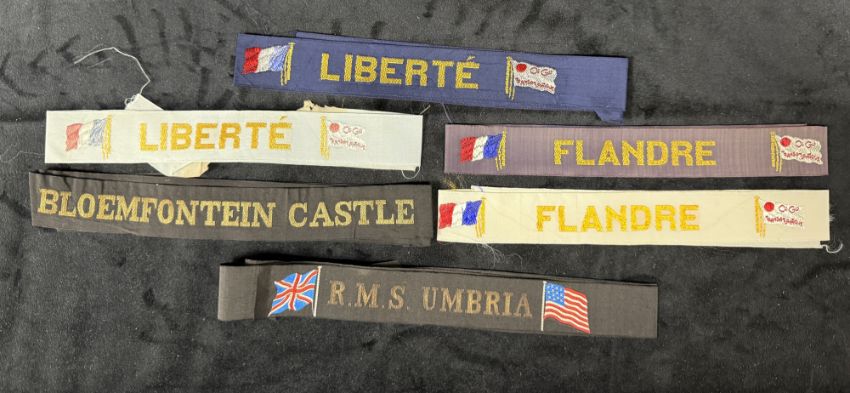 LIBERTÉ
LIBERTÉ
FLANDRE
BLOEMFONTEIN CASTLE
FLANDRE
R.M.S. UMBRIA